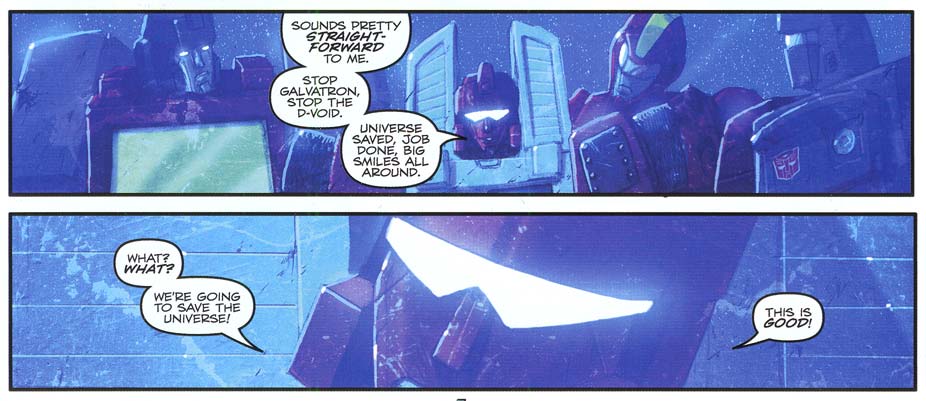 SOUNDS PRETTY
STRAIGHT-
FORWARD
TO ME.
STOP
GALVATRON,
STOP THE
D-VOID.
UNIVERSE
SAVED, JOB
DONE, BIG
SMILES ALL
AROUND.
WHAT?
WHAT?
WE'RE GOING
TO SAVE THE
UNIVERSE!
THIS IS
GOOD!